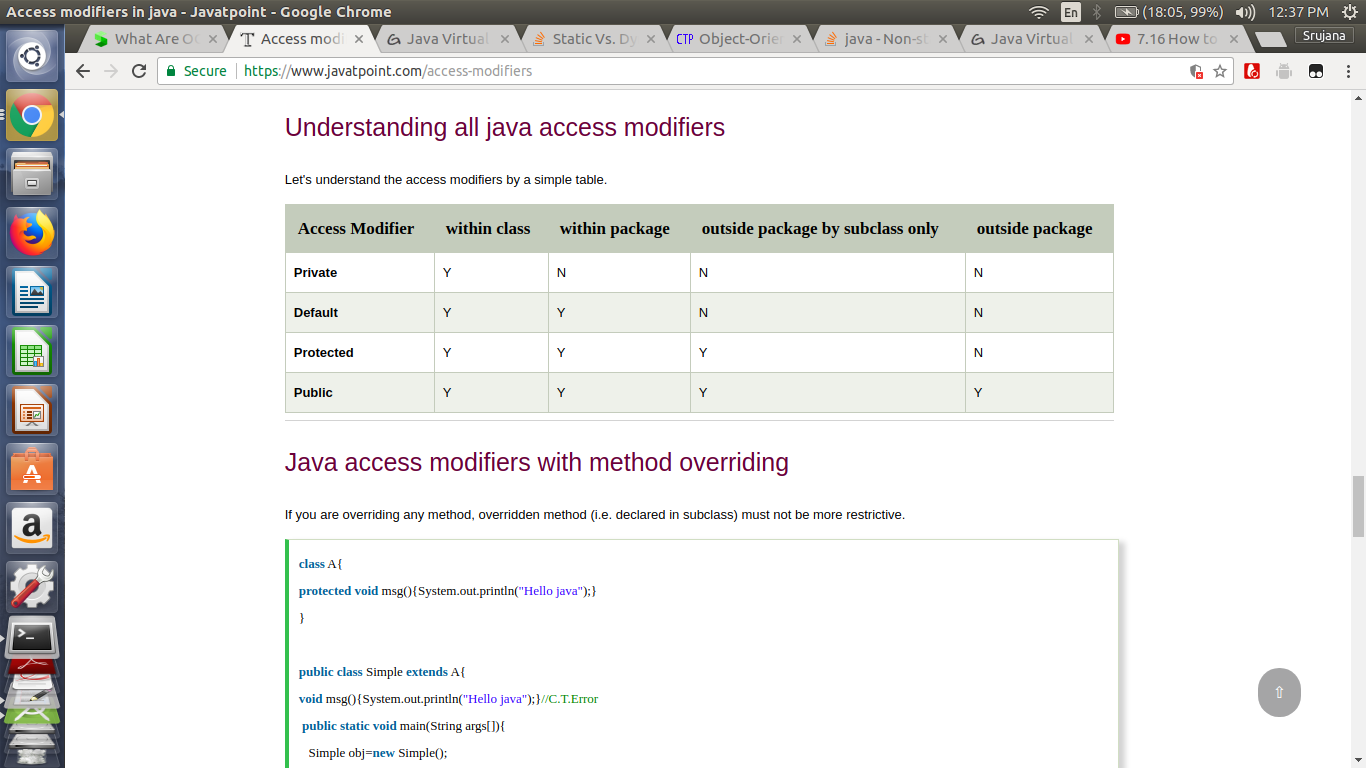 Access modifiers in java - Javatpoint - Google Chrome
En
(18:05, 99%)
12:37 PM
What Are O
Access modi
Java Virtual
Static Vs. Dy
CTP Object-Orie
java - Non-st
Java Virtual
7.16 How to
Srujana
Secure
https://www.javatpoint.com/access-modifiers
Understanding all java access modifiers
Let's understand the access modifiers by a simple table.
Access Modifier within class within package outside package by subclass only outside package
Private Y N N N
Default Y Y N N
Protected Y Y Y N
Public Y Y Y Y
Java access modifiers with method overriding
If you are overriding any method, overridden method (i.e. declared in subclass) must not be more restrictive.
class A{
protected void msg(){System.out.println("Hello java");}
}
public class Simple extends A{
void msg(){System.out.println("Hello java");}//C.T.Error
public static void main(String args[]){
Simple obj=new Simple();